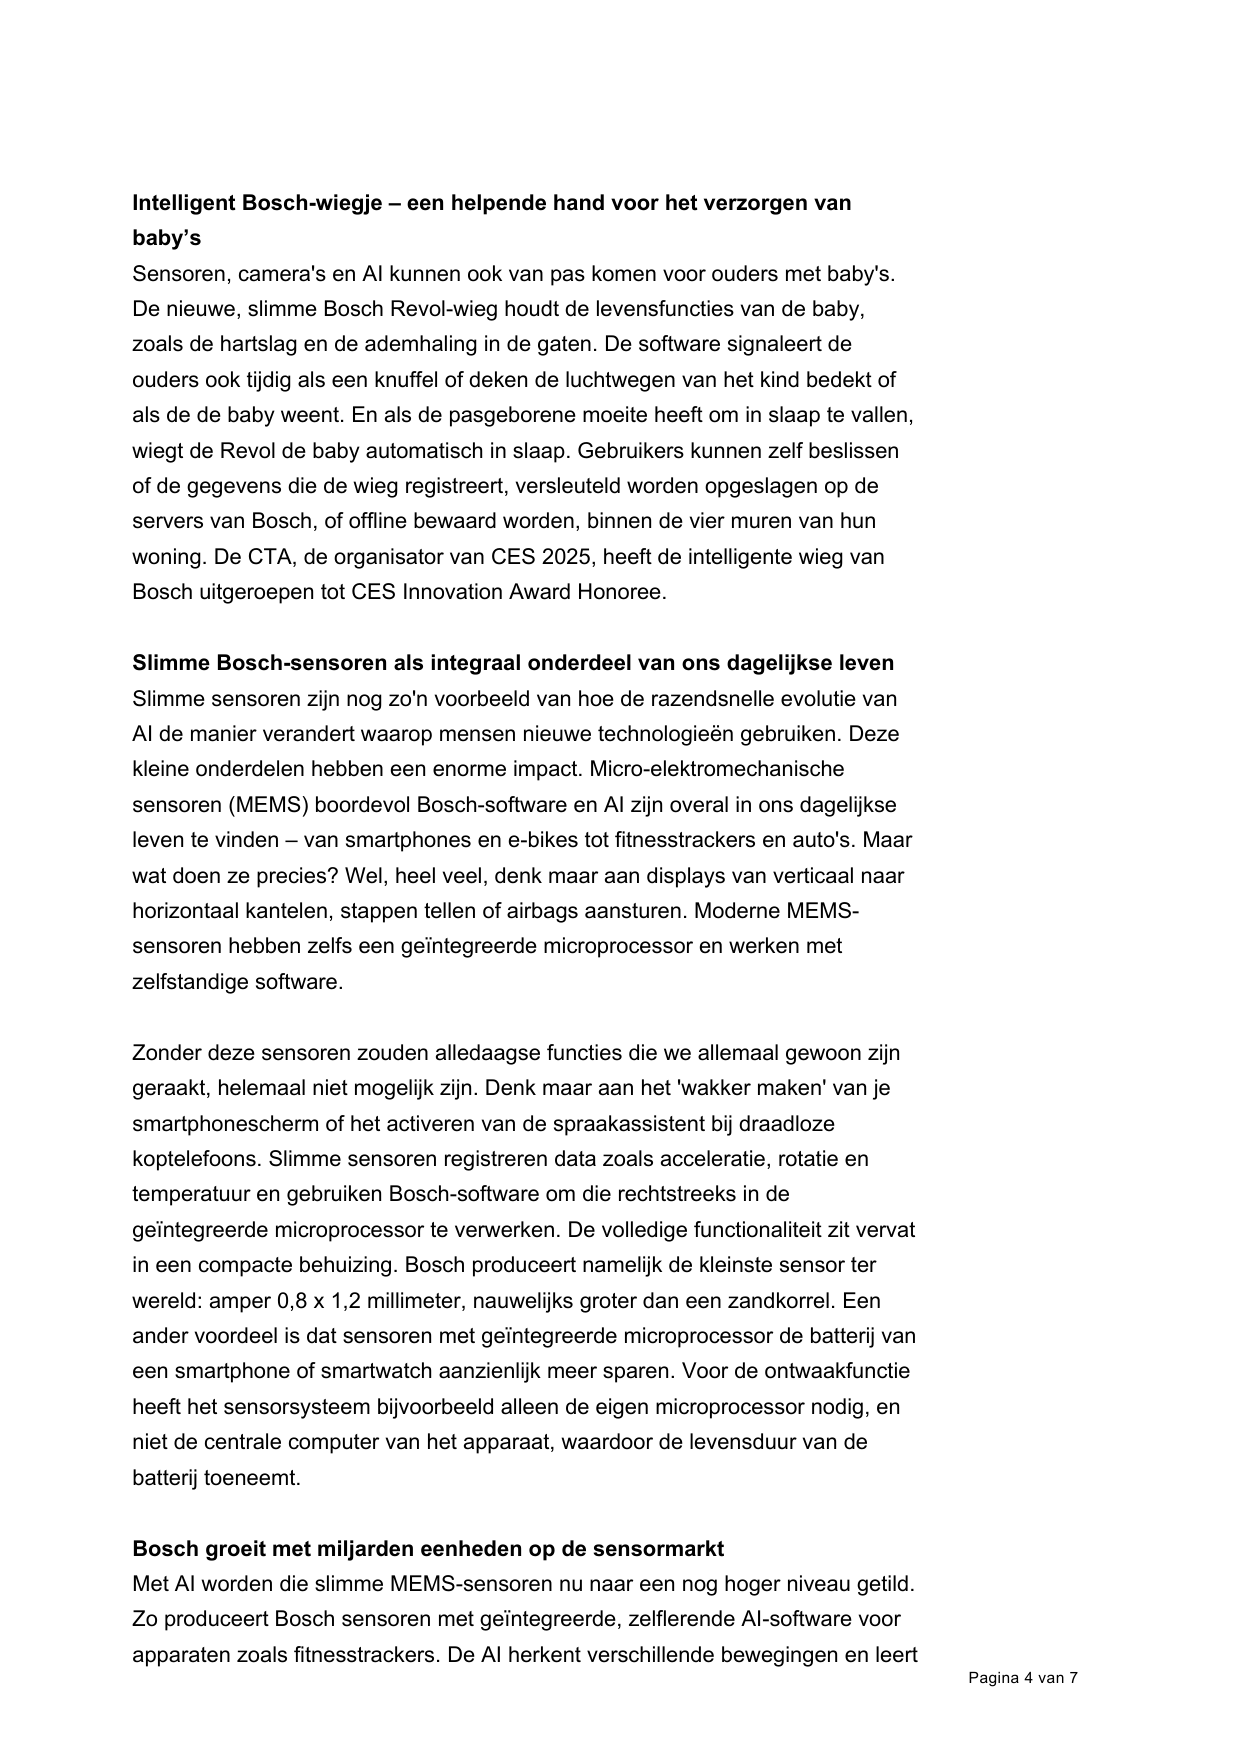 Intelligent Bosch-wiegje – een helpende hand voor het verzorgen van
baby’s
Sensoren, camera's en AI kunnen ook van pas komen voor ouders met baby's.
De nieuwe, slimme Bosch Revol-wieg houdt de levensfuncties van de baby,
zoals de hartslag en de ademhaling in de gaten. De software signaleert de
ouders ook tijdig als een knuffel of deken de luchtwegen van het kind bedekt of
als de de baby weent. En als de pasgeborene moeite heeft om in slaap te vallen,
wiegt de Revol de baby automatisch in slaap. Gebruikers kunnen zelf beslissen
of de gegevens die de wieg registreert, versleuteld worden opgeslagen op de
servers van Bosch, of offline bewaard worden, binnen de vier muren van hun
woning. De CTA, de organisator van CES 2025, heeft de intelligente wieg van
Bosch uitgeroepen tot CES Innovation Award Honoree.
Slimme Bosch-sensoren als integraal onderdeel van ons dagelijkse leven
Slimme sensoren zijn nog zo'n voorbeeld van hoe de razendsnelle evolutie van
AI de manier verandert waarop mensen nieuwe technologieën gebruiken. Deze
kleine onderdelen hebben een enorme impact. Micro-elektromechanische
sensoren (MEMS) boordevol Bosch-software en AI zijn overal in ons dagelijkse
leven te vinden – van smartphones en e-bikes tot fitnesstrackers en auto's. Maar
wat doen ze precies? Wel, heel veel, denk maar aan displays van verticaal naar
horizontaal kantelen, stappen tellen of airbags aansturen. Moderne MEMS-
sensoren hebben zelfs een geïntegreerde microprocessor en werken met
zelfstandige software.
Zonder deze sensoren zouden alledaagse functies die we allemaal gewoon zijn
geraakt, helemaal niet mogelijk zijn. Denk maar aan het 'wakker maken' van je
smartphonescherm of het activeren van de spraakassistent bij draadloze
koptelefoons. Slimme sensoren registreren data zoals acceleratie, rotatie en
temperatuur en gebruiken Bosch-software om die rechtstreeks in de
geïntegreerde microprocessor te verwerken. De volledige functionaliteit zit vervat
in een compacte behuizing. Bosch produceert namelijk de kleinste sensor ter
wereld: amper 0,8 x 1,2 millimeter, nauwelijks groter dan een zandkorrel. Een
ander voordeel is dat sensoren met geïntegreerde microprocessor de batterij van
een smartphone of smartwatch aanzienlijk meer sparen. Voor de ontwaakfunctie
heeft het sensorsysteem bijvoorbeeld alleen de eigen microprocessor nodig, en
niet de centrale computer van het apparaat, waardoor de levensduur van de
batterij toeneemt.
Bosch groeit met miljarden eenheden op de sensormarkt
Met AI worden die slimme MEMS-sensoren nu naar een nog hoger niveau getild.
Zo produceert Bosch sensoren met geïntegreerde, zelflerende AI-software voor
apparaten zoals fitnesstrackers. De AI herkent verschillende bewegingen en leert
Pagina 4 van 7